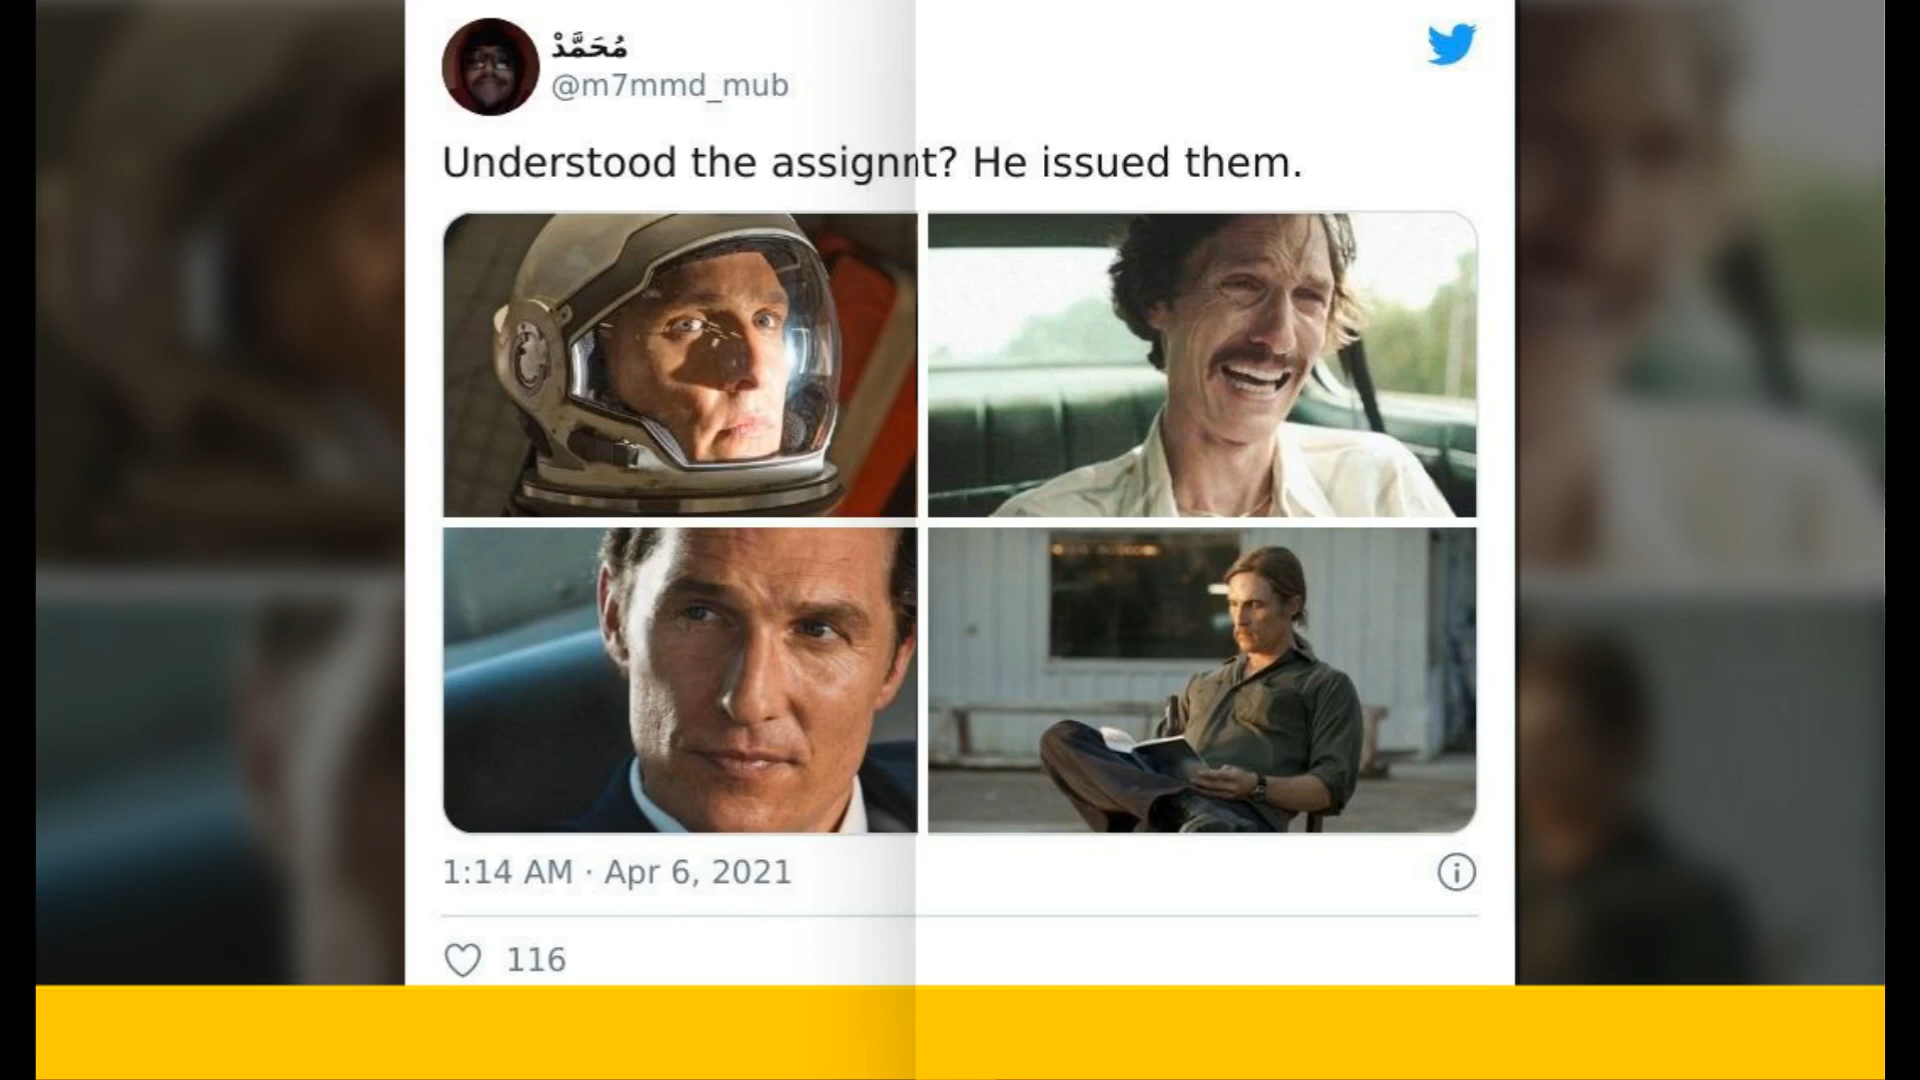 مُحَمَّدْ
@m7mmd_mub
Understood the assignnt? He issued them.
1:14 AM · Apr 6, 2021
116